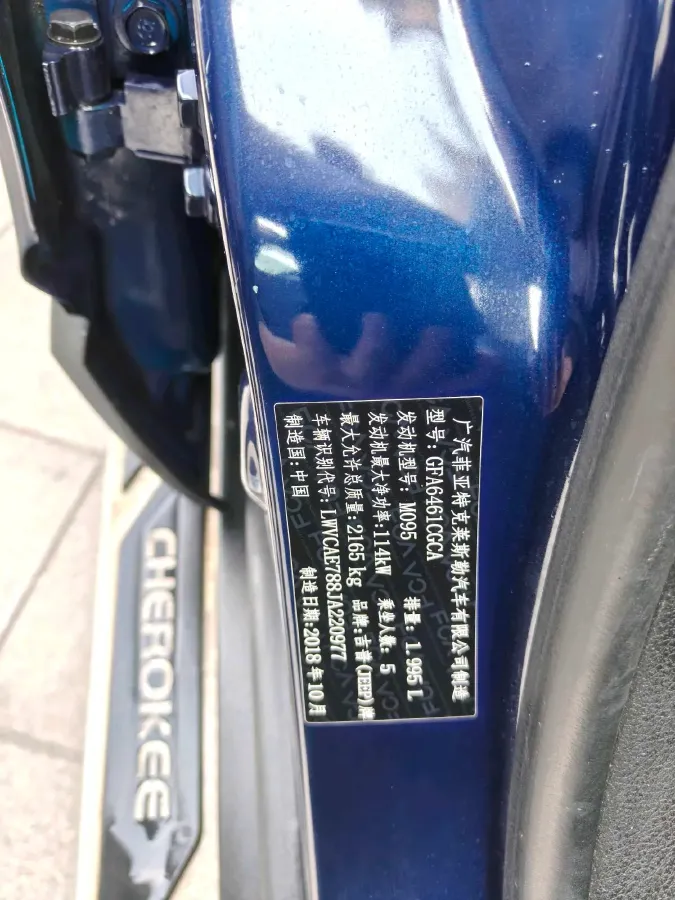 广汽菲亚特克莱斯勒汽车有限公司制造
型号:GFA6461CGCA
发动机型号:M095 排量:1.995L
发动机最大净功率:114kW 乘坐人数:5
最大允许总质量:2165 kg 品牌:吉普(JEEP)牌
车辆识别代号:LWVCAE788JA220977
制造国:中国 制造日期:2018年10月
CHEROKEE